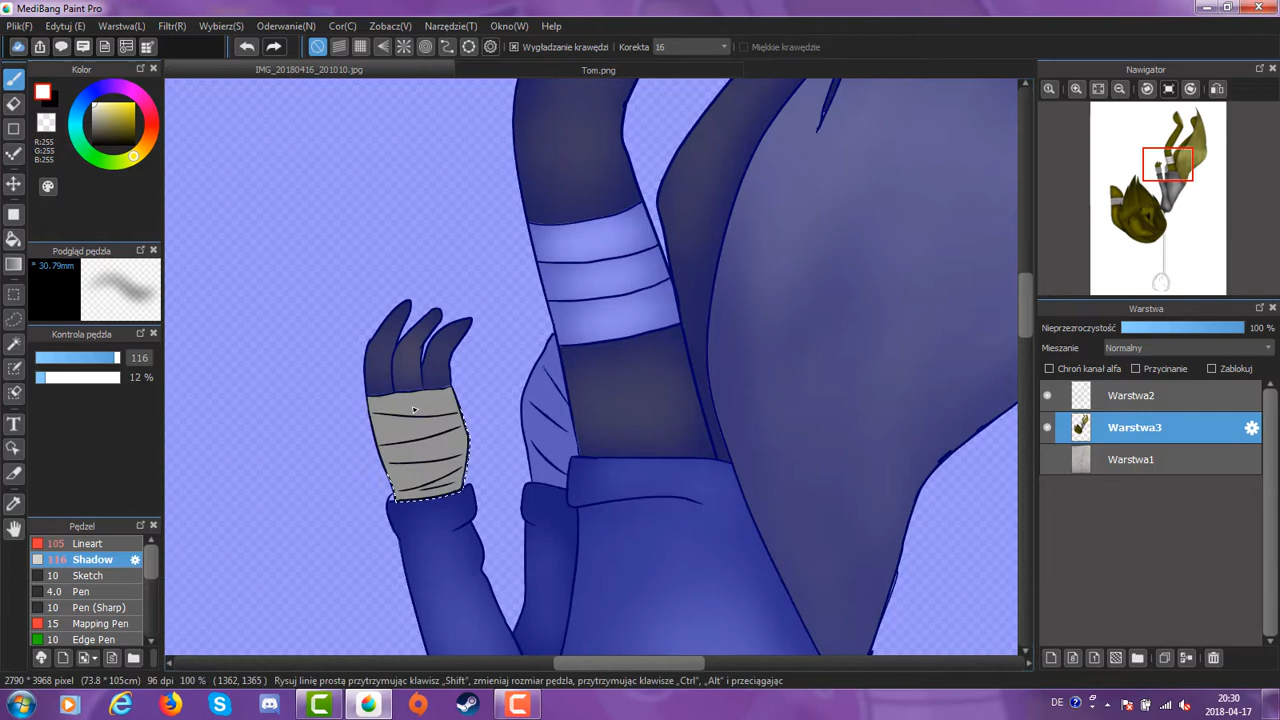 MediBang Paint Pro
Plik(F) Edytuj (E) Warstwa(L) Filtr(R) Zaznacz(S) Oderwanie(N) Cor(C) Zobacz(V) Narzędzie(T) Okno(W) Help
Wygładzanie krawędzi Korekta 16 Miękkie krawędzie
Kolor
IMG_20180416_201010.jpg
Tom.png
Nawigator
R:255
G:255
B:255
Podgląd pędzla
* 30.79mm
Kontrola pędzla
116
12 %
Warstwa
Nieprzezroczystość 100 %
Mieszanie Normalny
Chroń kanał alfa Przycinanie Zablokuj
Warstwa2
Warstwa3
Warstwa1
Pędzel
105 Lineart
116 Shadow
10 Sketch
4.0 Pen
10 Pen (Sharp)
15 Mapping Pen
10 Edge Pen
2790 * 3968 pixel (73.8 * 105cm) 96 dpi 100 % (1362, 1365) Rysuj linię prostą przytrzymując klawisz „Shift", zmieniaj rozmiar pędzla, przytrzymując klawisze „Ctrl", „Alt" i przeciągając
DE
20:30
2018-04-17